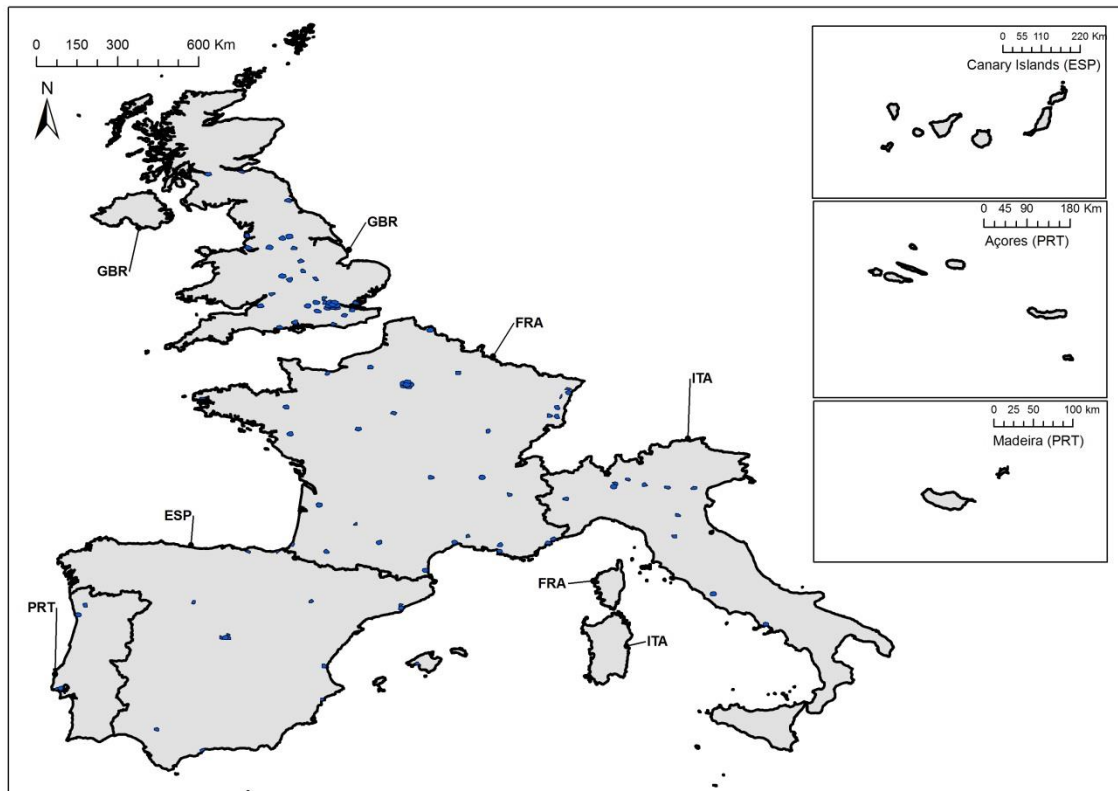 0 150 300 600 Km
N
GBR
GBR
FRA
ITA
ESP
PRT
FRA
ITA
0 55 110 220 Km
Canary Islands (ESP)
0 45 90 180 Km
Açores (PRT)
0 25 50 100 km
Madeira (PRT)